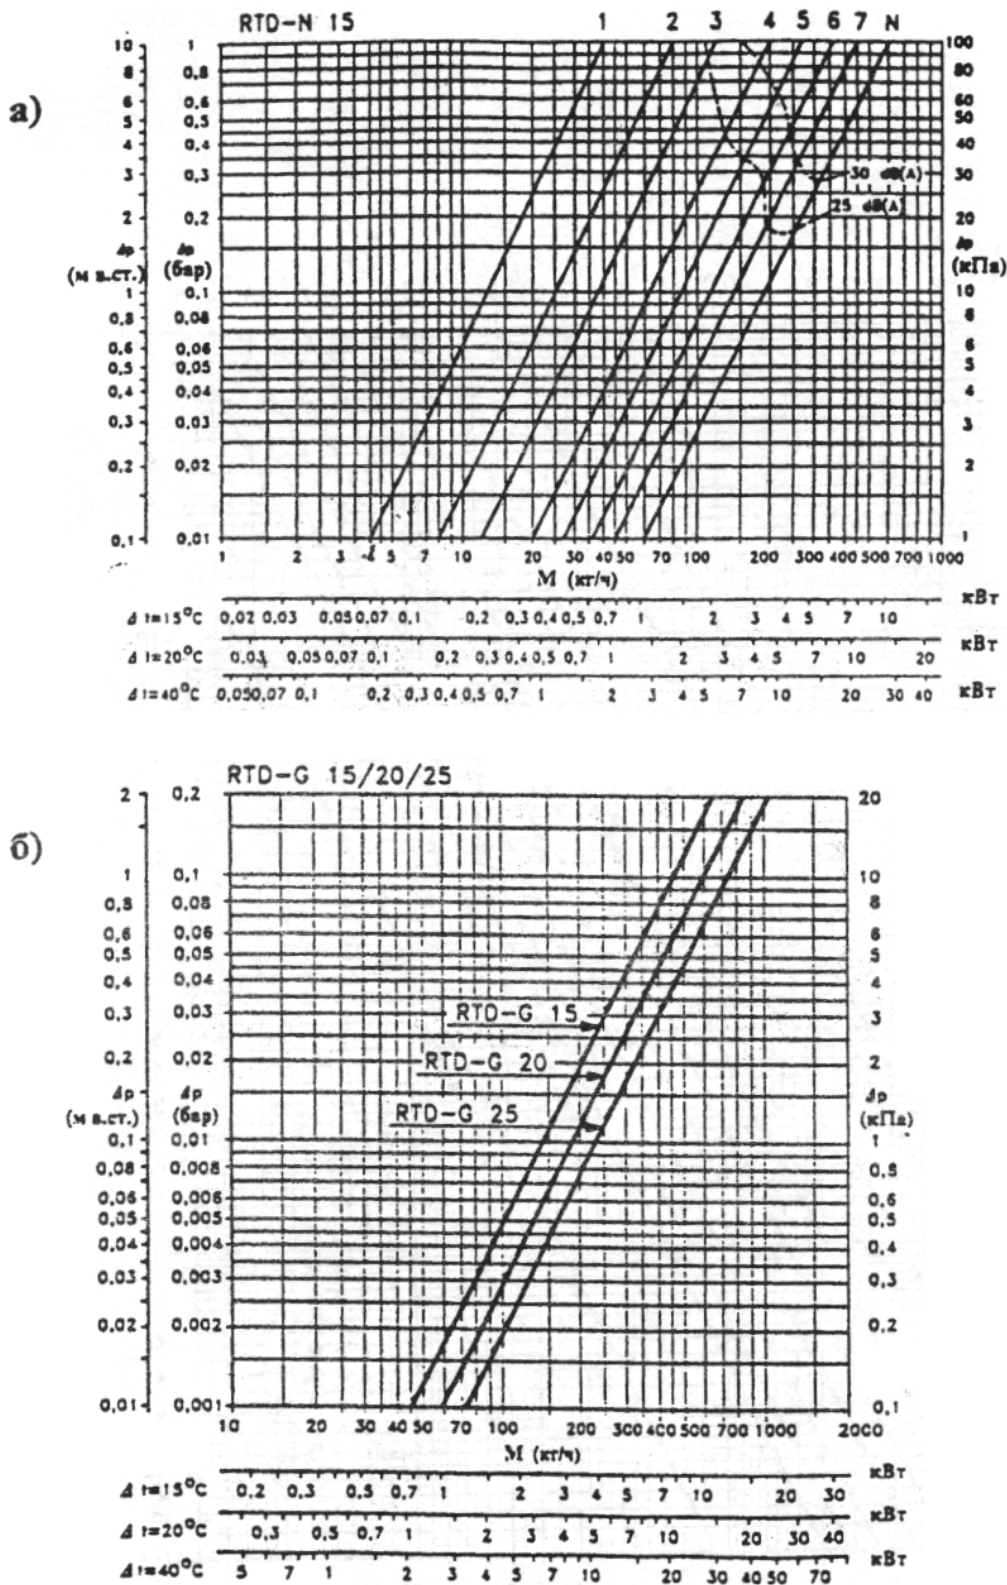 RTD-N 15
1 2 3 4 5 6 7 N
а)
10 1 100
8 0,8 80
6 0,6 60
5 0,5 50
4 0,4 40
3 0,3 30
30 dB(A)
2 0,2 20
25 dB(A)
Δp Δp Δp
(м в.ст.) (бар) (кПа)
1 0,1 10
0,8 0,08 8
0,6 0,06 6
0,5 0,05 5
0,4 0,04 4
0,3 0,03 3
0,2 0,02 2
0,1 0,01 1
1 2 3 4 5 7 10 20 30 40 50 70 100 200 300 500 700 1000
М (кг/ч)
кВт
Δt=15°C 0,02 0,03 0,05 0,07 0,1 0,2 0,3 0,4 0,5 0,7 1 2 3 4 5 7 10
кВт
Δt=20°C 0,03 0,05 0,07 0,1 0,2 0,3 0,4 0,5 0,7 1 2 3 4 5 7 10 20
кВт
Δt=40°C 0,05 0,07 0,1 0,2 0,3 0,4 0,5 0,7 1 2 3 4 5 7 10 20 30 40
RTD-G 15/20/25
б)
2 0,2 20
1 0,1 10
0,8 0,08 8
0,6 0,06 6
0,5 0,05 5
0,4 0,04 4
0,3 0,03 3
RTD-G 15
0,2 0,02 2
RTD-G 20
Δp Δp Δp
(м в.ст.) (бар) (кПа)
RTD-G 25
0,1 0,01 1
0,08 0,008 0,8
0,06 0,006 0,6
0,05 0,005 0,5
0,04 0,004 0,4
0,03 0,003 0,3
0,02 0,002 0,2
0,01 0,001 0,1
10 20 30 40 50 70 100 200 300 400 500 700 1000 2000
М (кг/ч)
кВт
Δt=15°C 0,2 0,3 0,5 0,7 1 2 3 4 5 7 10 20 30
кВт
Δt=20°C 0,3 0,5 0,7 1 2 3 4 5 7 10 20 30 40
кВт
Δt=40°C 5 7 1 2 3 4 5 7 10 20 30 40 50 70